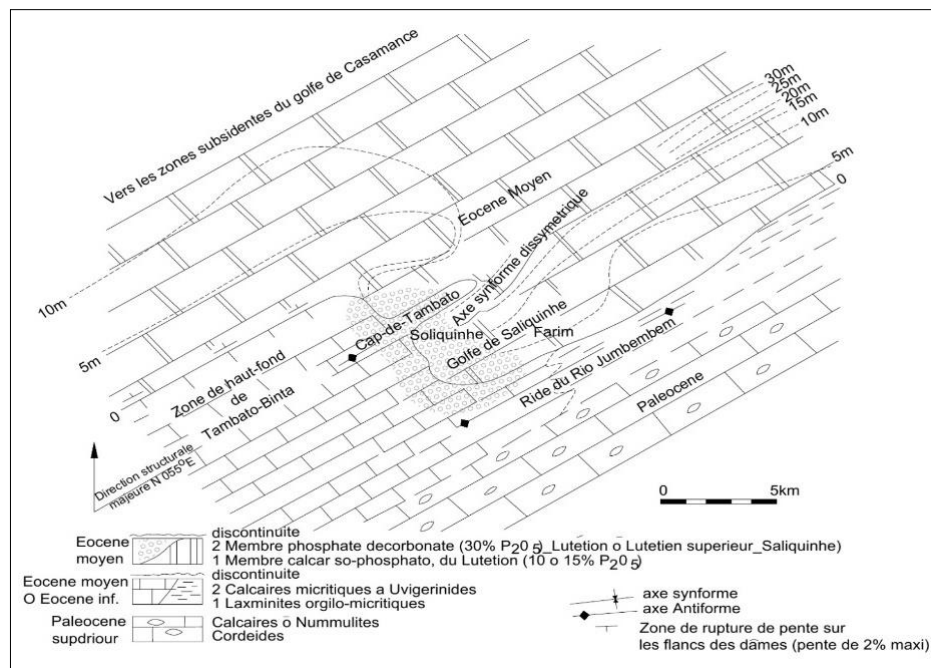 Vers les zones subsidentes du golfe de Casamance
30m
25m
20m
15m
10m
5m
0
Eocene Moyen
Axe synforme dissymetrique
10m
5m
0
Cap-de-Tambato
Soliquinhe
Golfe de Saliquinhe
Farim
Zone de haut-fond
de
Tambato-Binta
Ride du Rio Jumbembem
Paleocene
Direction structurale
majeure N 055°E
0 5km
Eocene
moyen
discontinuite
2 Membre phosphate decorbonate (30% P205)_Lutetion o Lutetien superieur_Saliquinhe)
1 Membre calcar so-phosphato, du Lutetion (10 o 15% P205)
Eocene moyen
O Eocene inf.
discontinuite
2 Calcaires micritiques a Uvigerinides
1 Laxminites orgilo-micritiques
Paleocene
supdriour
Calcaires o Nummulites
Cordeides
axe synforme
axe Antiforme
Zone de rupture de pente sur
les flancs des dames (pente de 2% maxi)